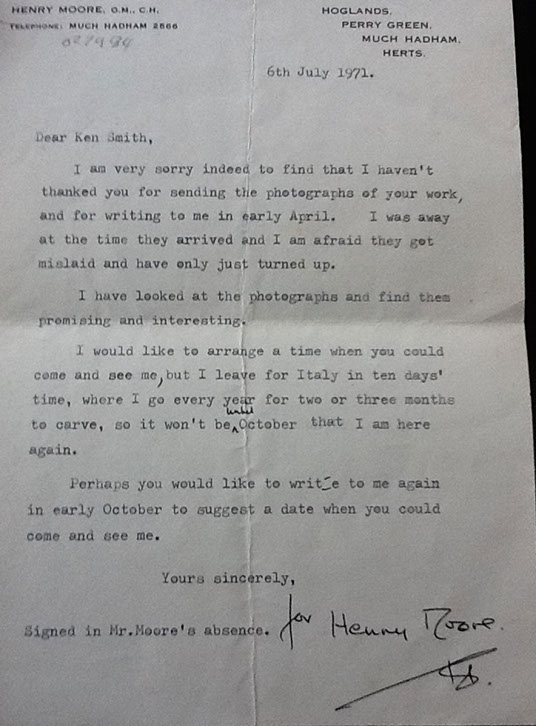 HENRY MOORE, O.M., C.H.
TELEPHONE: MUCH HADHAM 2566
HOGLANDS,
PERRY GREEN,
MUCH HADHAM,
HERTS.
6th July 1971.
Dear Ken Smith,
I am very sorry indeed to find that I haven't
thanked you for sending the photographs of your work,
and for writing to me in early April. I was away
at the time they arrived and I am afraid they got
mislaid and have only just turned up.
I have looked at the photographs and find them
promising and interesting.
I would like to arrange a time when you could
come and see me, but I leave for Italy in ten days'
time, where I go every year for two or three months
to carve, so it won't be until October that I am here
again.
Perhaps you would like to write to me again
in early October to suggest a date when you could
come and see me.
Yours sincerely,
Signed in Mr.Moore's absence. for Henry Moore.